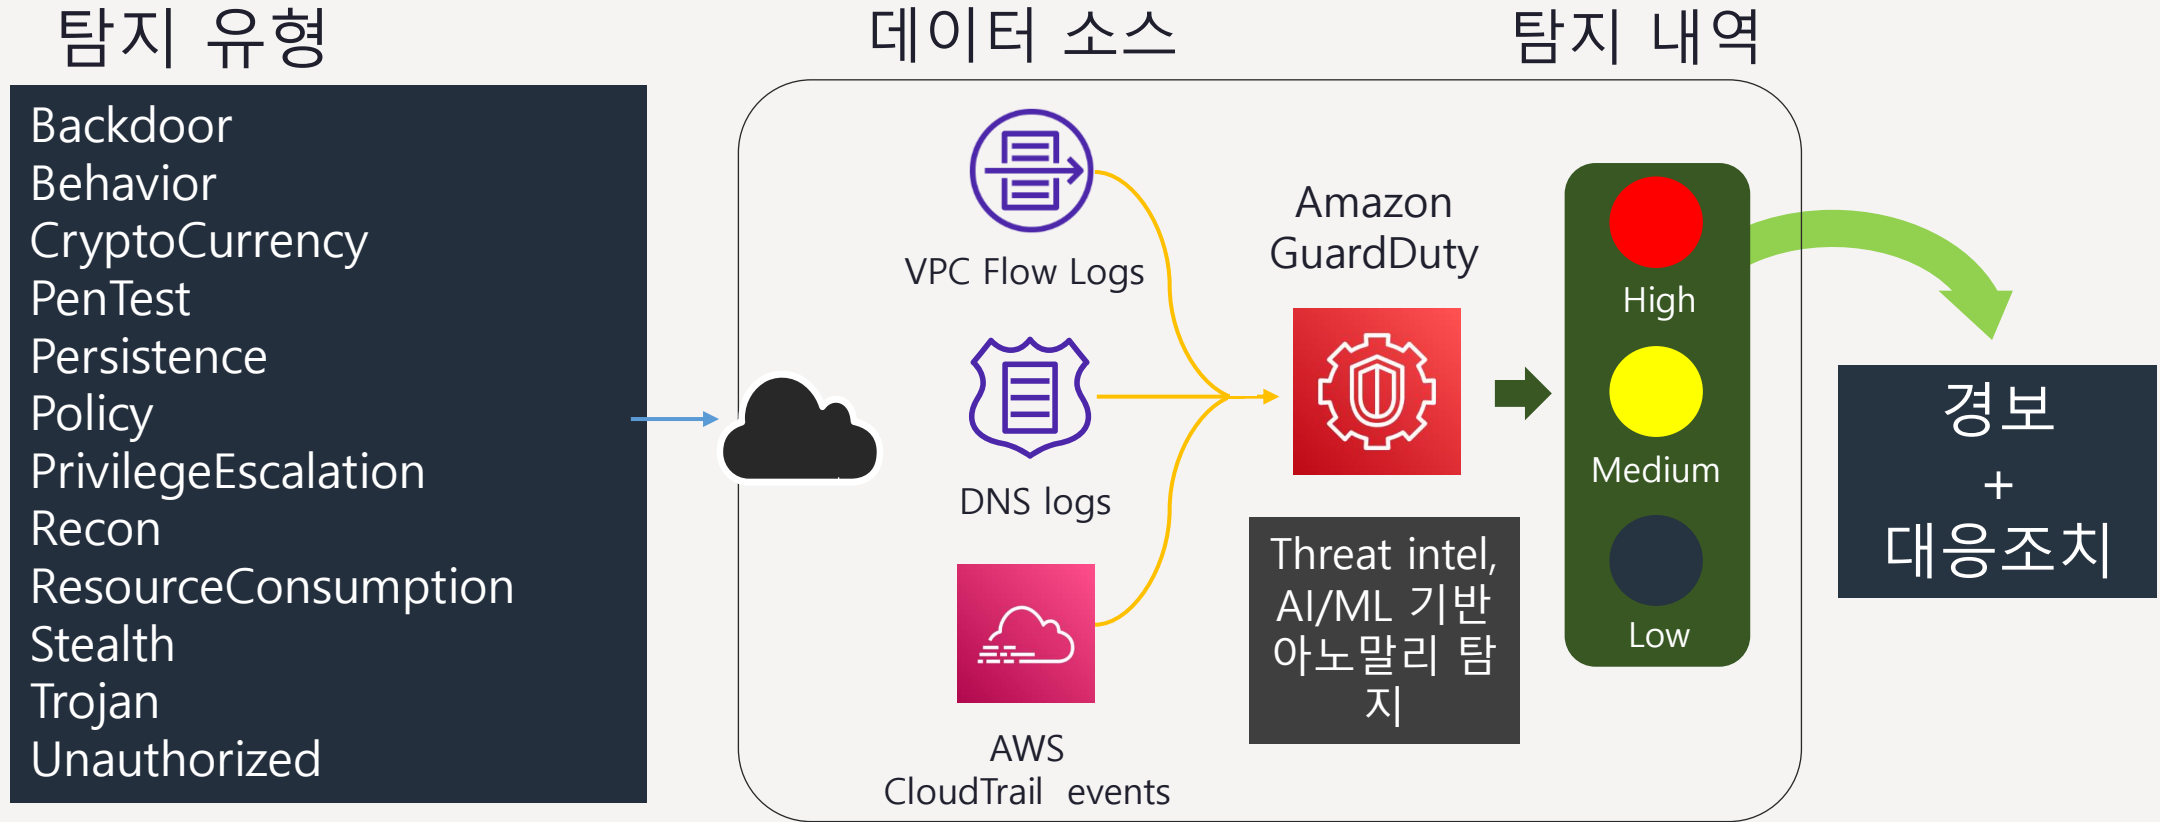 탐지 유형
Backdoor
Behavior
CryptoCurrency
PenTest
Persistence
Policy
PrivilegeEscalation
Recon
ResourceConsumption
Stealth
Trojan
Unauthorized
데이터 소스
VPC Flow Logs
DNS logs
AWS
CloudTrail events
Amazon
GuardDuty
Threat intel,
AI/ML 기반
아노말리 탐
지
탐지 내역
High
Medium
Low
경보
+
대응조치